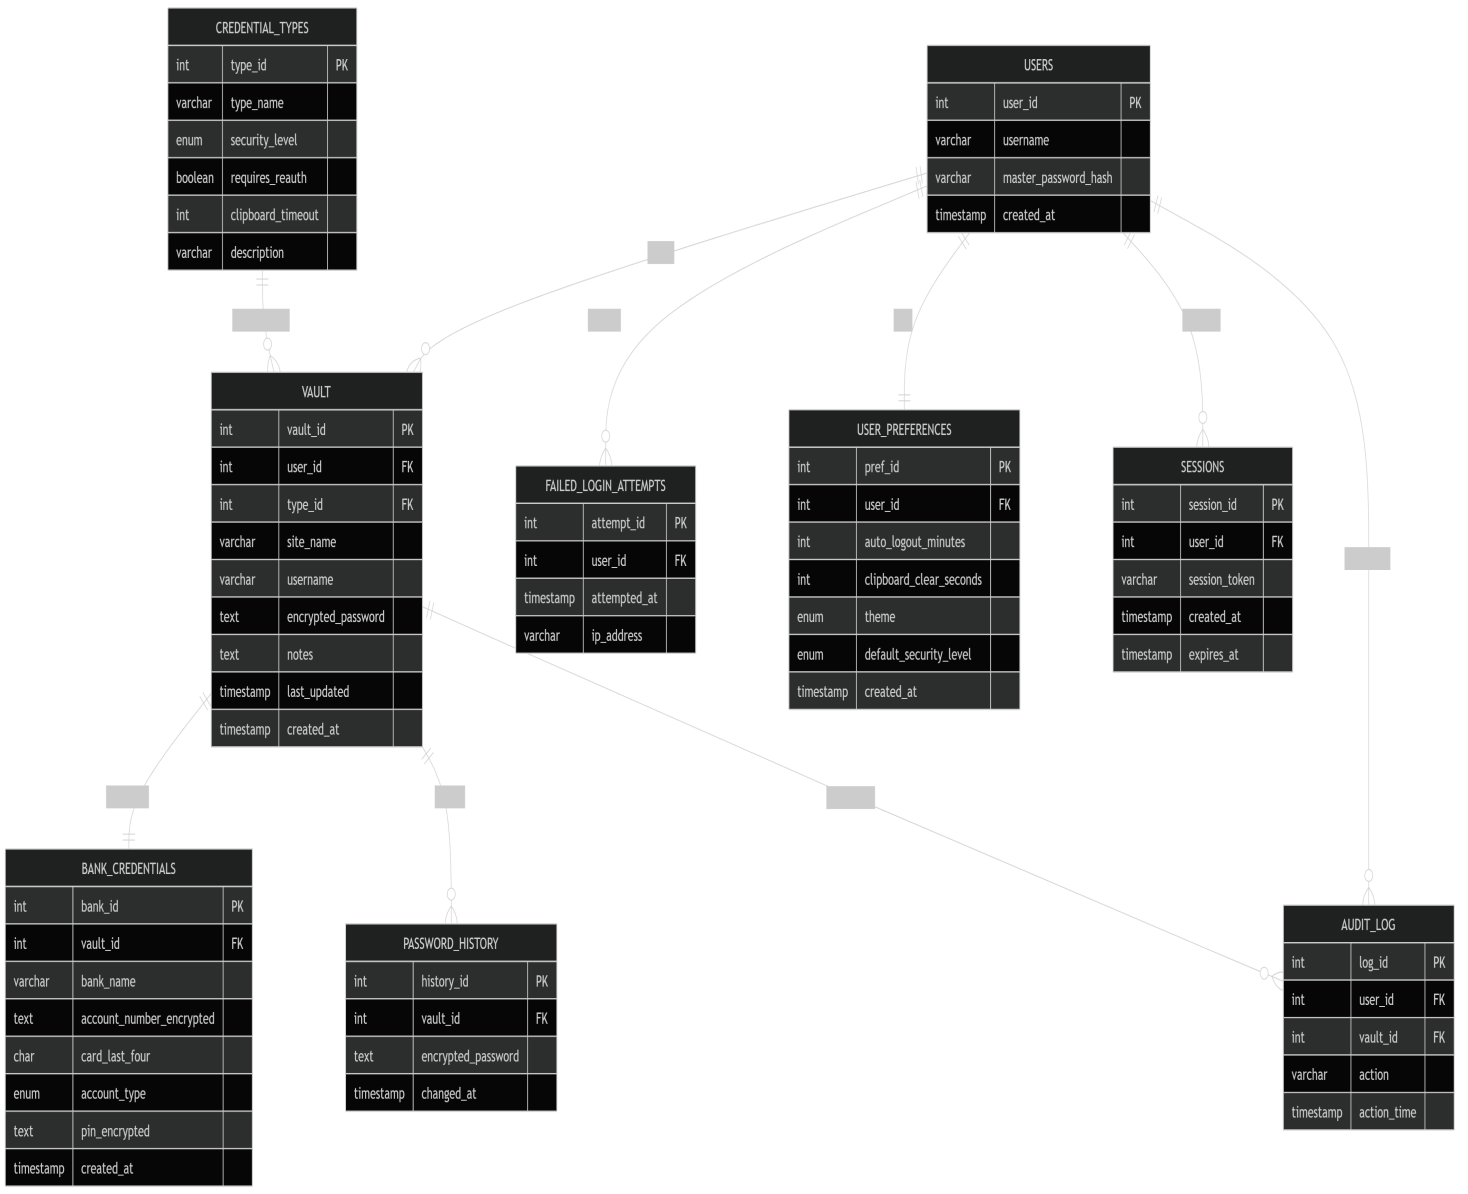 CREDENTIAL_TYPES
int type_id PK
varchar type_name
enum security_level
boolean requires_reauth
int clipboard_timeout
varchar description
USERS
int user_id PK
varchar username
varchar master_password_hash
timestamp created_at
VAULT
int vault_id PK
int user_id FK
int type_id FK
varchar site_name
varchar username
text encrypted_password
text notes
timestamp last_updated
timestamp created_at
FAILED_LOGIN_ATTEMPTS
int attempt_id PK
int user_id FK
timestamp attempted_at
varchar ip_address
USER_PREFERENCES
int pref_id PK
int user_id FK
int auto_logout_minutes
int clipboard_clear_seconds
enum theme
enum default_security_level
timestamp created_at
SESSIONS
int session_id PK
int user_id FK
varchar session_token
timestamp created_at
timestamp expires_at
BANK_CREDENTIALS
int bank_id PK
int vault_id FK
varchar bank_name
text account_number_encrypted
char card_last_four
enum account_type
text pin_encrypted
timestamp created_at
PASSWORD_HISTORY
int history_id PK
int vault_id FK
text encrypted_password
timestamp changed_at
AUDIT_LOG
int log_id PK
int user_id FK
int vault_id FK
varchar action
timestamp action_time